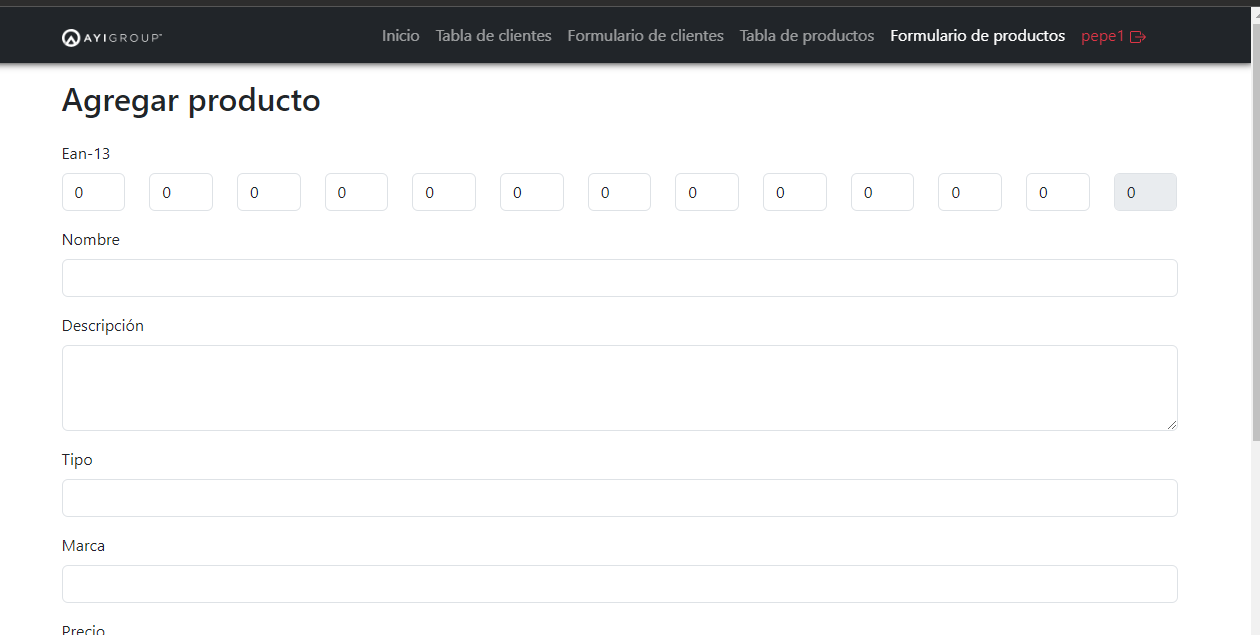 AYIGROUP
Inicio Tabla de clientes Formulario de clientes Tabla de productos Formulario de productos pepe1
Agregar producto
Ean-13
0 0 0 0 0 0 0 0 0 0 0 0 0
Nombre
Descripción
Tipo
Marca
Precio